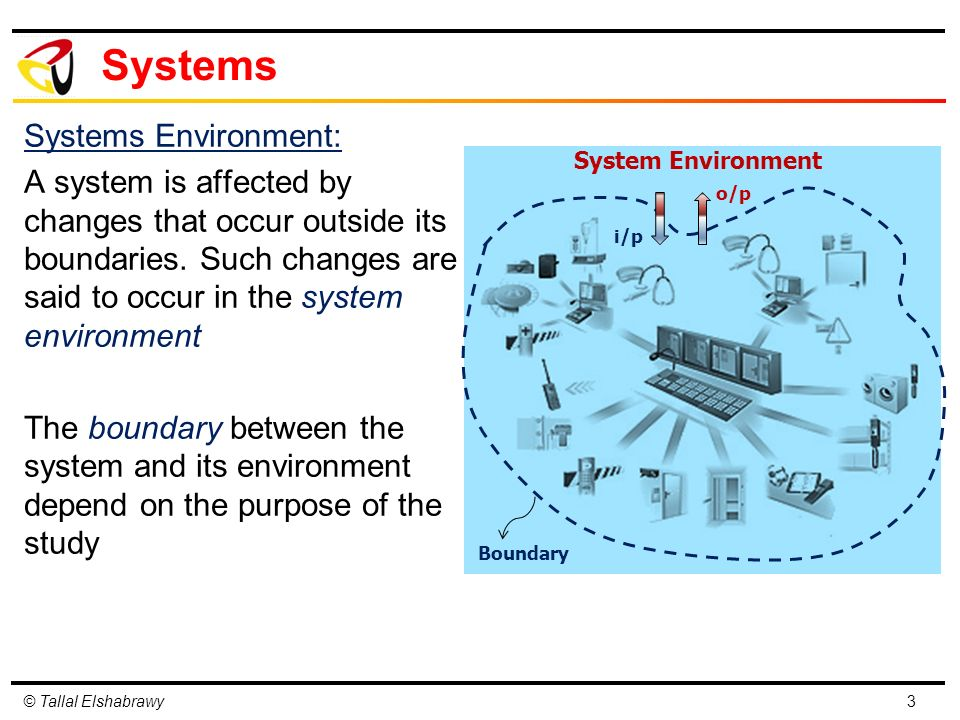 Systems
Systems Environment:
A system is affected by
changes that occur outside its
boundaries. Such changes are
said to occur in the system
environment
The boundary between the
system and its environment
depend on the purpose of the
study
System Environment
o/p
i/p
Boundary
© Tallal Elshabrawy
3